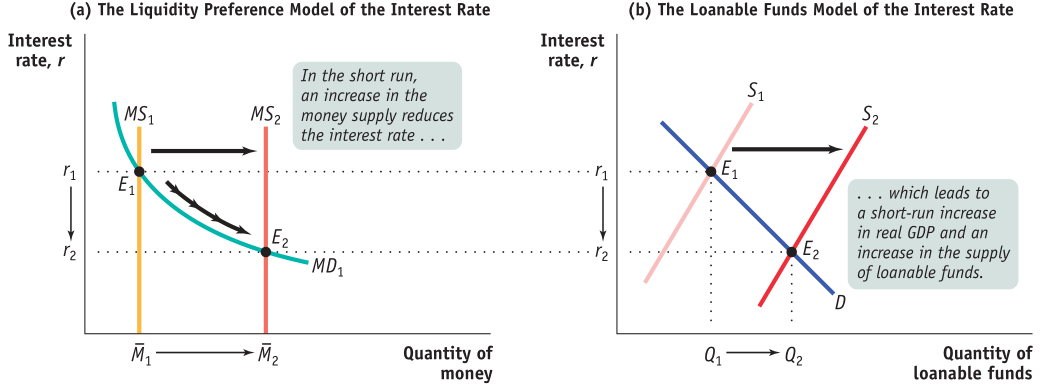 (a) The Liquidity Preference Model of the Interest Rate
Interest
rate, r
In the short run,
an increase in the
money supply reduces
the interest rate . . .
MS₁
MS₂
r₁
E₁
r₂
E₂
MD₁
M̅₁
M̅₂
Quantity of
money
(b) The Loanable Funds Model of the Interest Rate
Interest
rate, r
S₁
S₂
r₁
E₁
. . . which leads to
a short-run increase
in real GDP and an
increase in the supply
of loanable funds.
r₂
E₂
D
Q₁
Q₂
Quantity of
loanable funds